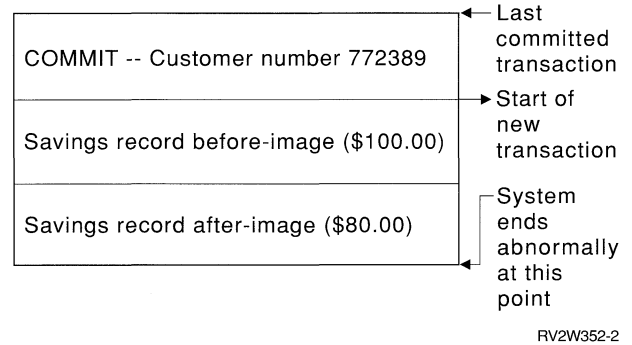 COMMIT -- Customer number 772389
Savings record before-image ($100.00)
Savings record after-image ($80.00)
Last
committed
transaction
Start of
new
transaction
System
ends
abnormally
at this
point
RV2W352-2